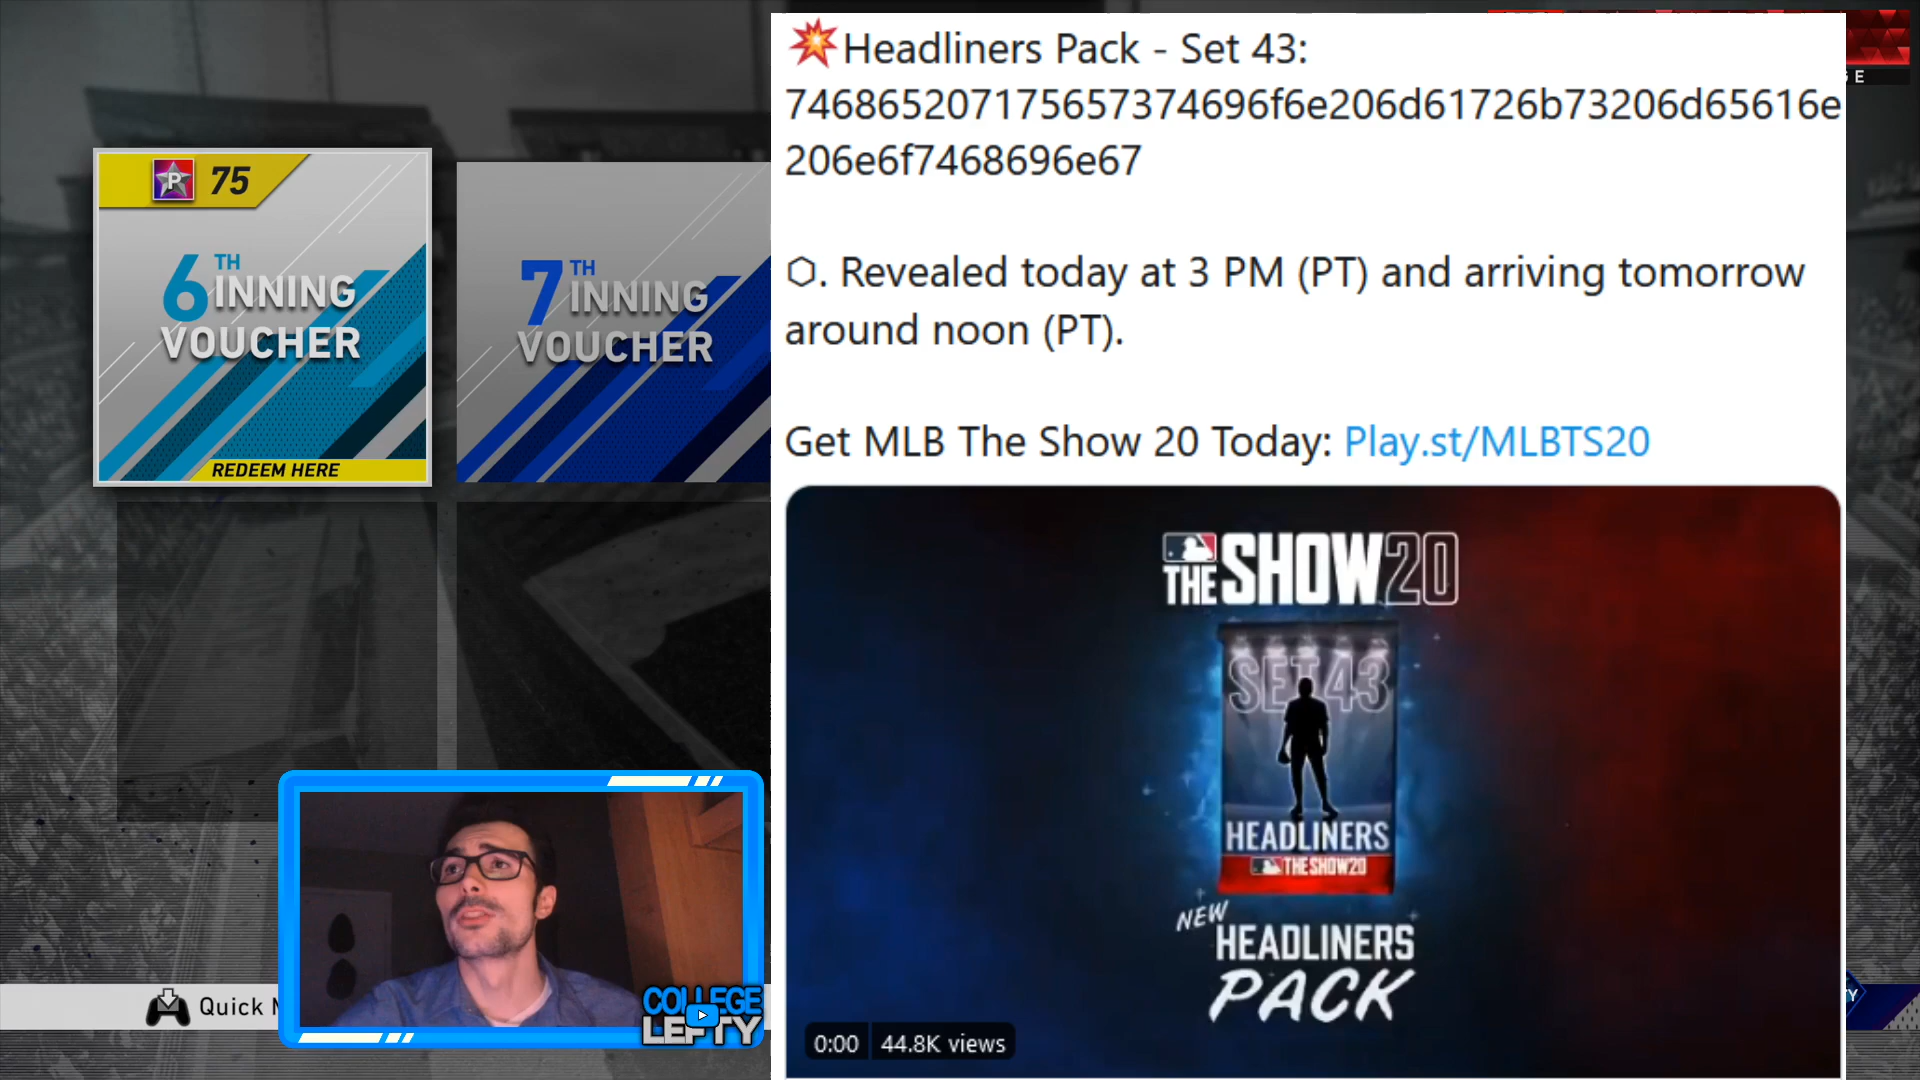 💥Headliners Pack - Set 43:
746865207175657374696f6e206d61726b73206d65616e
206e6f7468696e67
⬡. Revealed today at 3 PM (PT) and arriving tomorrow
around noon (PT).
Get MLB The Show 20 Today: Play.st/MLBTS20
P 75
6TH
INNING
VOUCHER
REDEEM HERE
7TH
INNING
VOUCHER
THE SHOW 20
SET 43
HEADLINERS
THE SHOW 20
NEW
HEADLINERS
PACK
0:00 44.8K views
Quick
COLLEGE
LEFTY